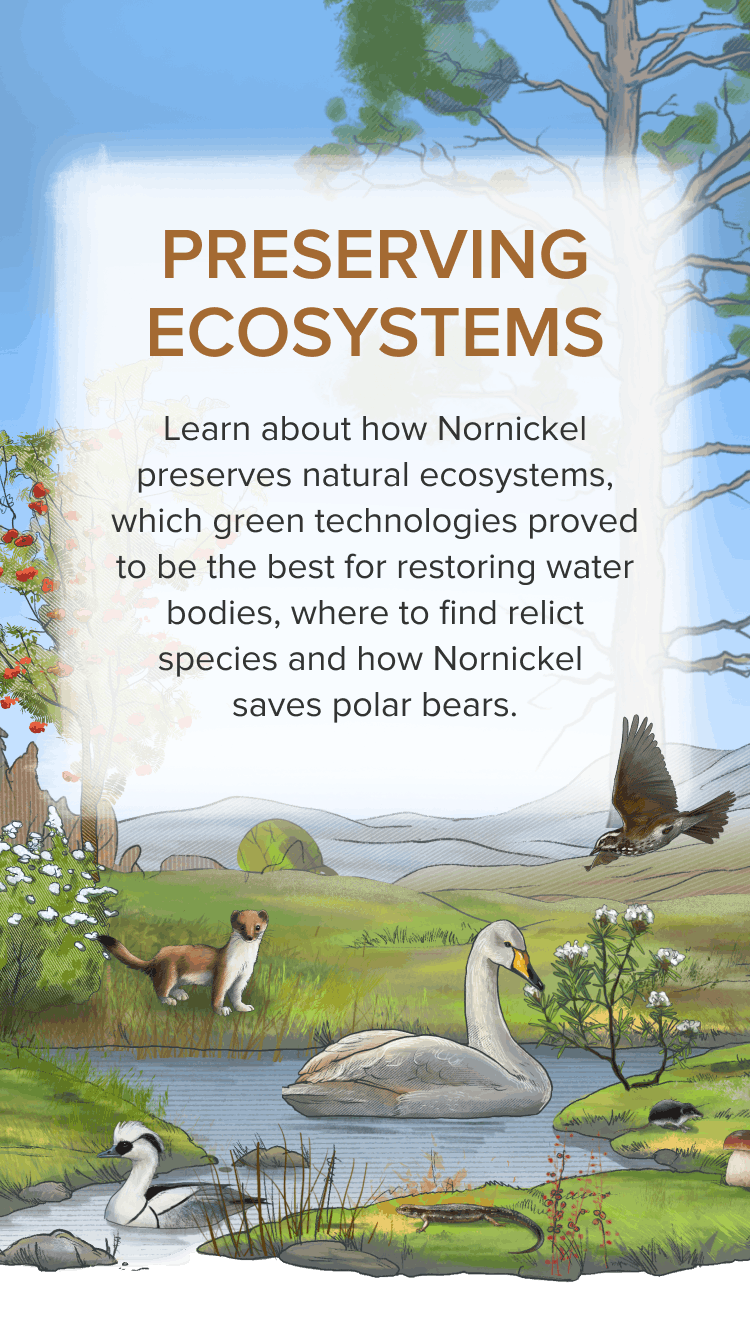 PRESERVING
ECOSYSTEMS
Learn about how Nornickel
preserves natural ecosystems,
which green technologies proved
to be the best for restoring water
bodies, where to find relict
species and how Nornickel
saves polar bears.